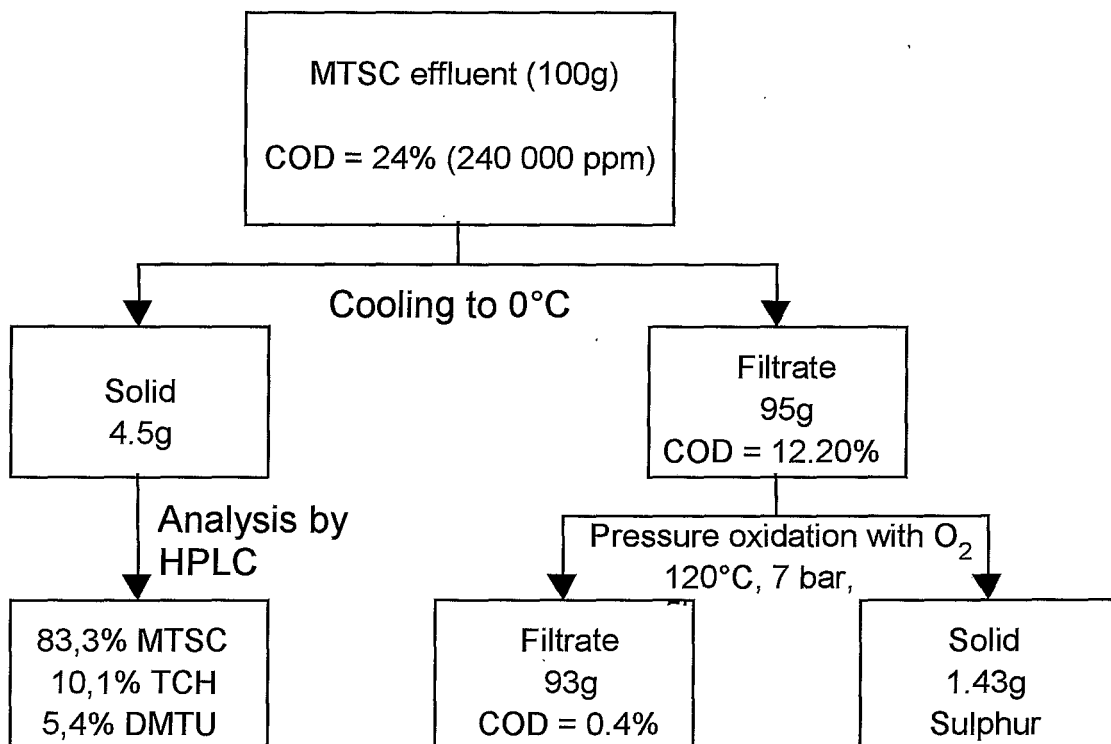 MTSC effluent (100g)
COD = 24% (240 000 ppm)
Cooling to 0°C
Solid
4.5g
Filtrate
95g
COD = 12.20%
Analysis by
HPLC
Pressure oxidation with O₂
120°C, 7 bar,
83,3% MTSC
10,1% TCH
5,4% DMTU
Filtrate
93g
COD = 0.4%
Solid
1.43g
Sulphur